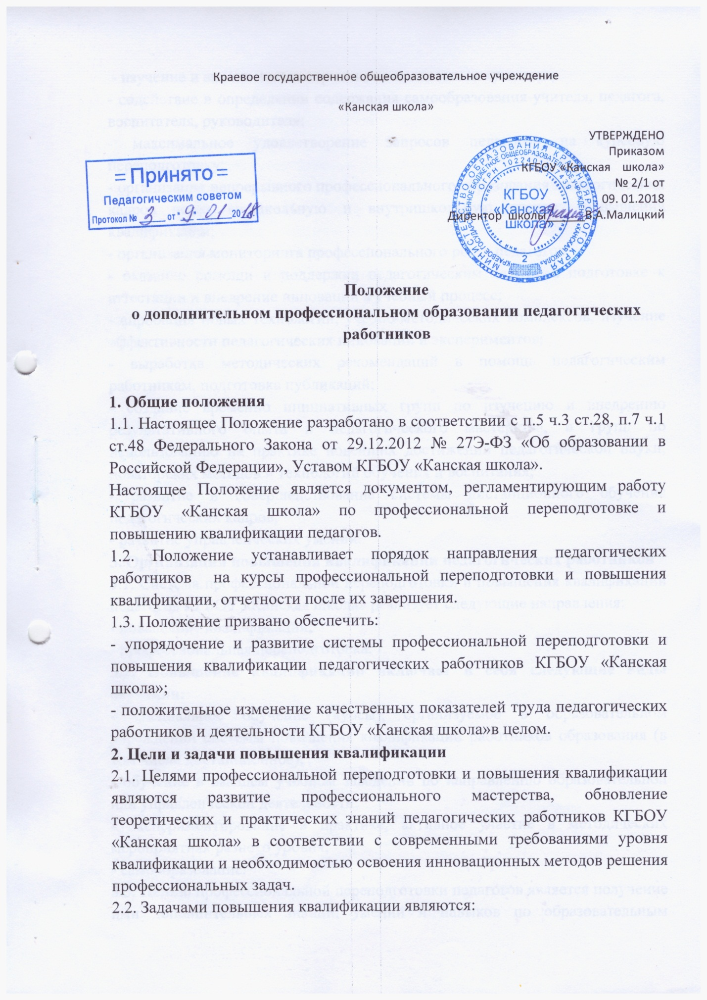 Краевое государственное общеобразовательное учреждение
«Канская школа»
УТВЕРЖДЕНО
Приказом
КГБОУ «Канская школа»
№ 2/1 от
09. 01.2018
Директор школы В.А.Малицкий
= Принято =
Педагогическим советом
Протокол № 3 от " 9 - 01 2018г.
КГБОУ
«Канская
школа»
2
Положение
о дополнительном профессиональном образовании педагогических
работников
1. Общие положения
1.1. Настоящее Положение разработано в соответствии с п.5 ч.3 ст.28, п.7 ч.1
ст.48 Федерального Закона от 29.12.2012 № 27Э-ФЗ «Об образовании в
Российской Федерации», Уставом КГБОУ «Канская школа».
Настоящее Положение является документом, регламентирующим работу
КГБОУ «Канская школа» по профессиональной переподготовке и
повышению квалификации педагогов.
1.2. Положение устанавливает порядок направления педагогических
работников на курсы профессиональной переподготовки и повышения
квалификации, отчетности после их завершения.
1.3. Положение призвано обеспечить:
- упорядочение и развитие системы профессиональной переподготовки и
повышения квалификации педагогических работников КГБОУ «Канская
школа»;
- положительное изменение качественных показателей труда педагогических
работников и деятельности КГБОУ «Канская школа»в целом.
2. Цели и задачи повышения квалификации
2.1. Целями профессиональной переподготовки и повышения квалификации
являются развитие профессионального мастерства, обновление
теоретических и практических знаний педагогических работников КГБОУ
«Канская школа» в соответствии с современными требованиями уровня
квалификации и необходимостью освоения инновационных методов решения
профессиональных задач.
2.2. Задачами повышения квалификации являются: